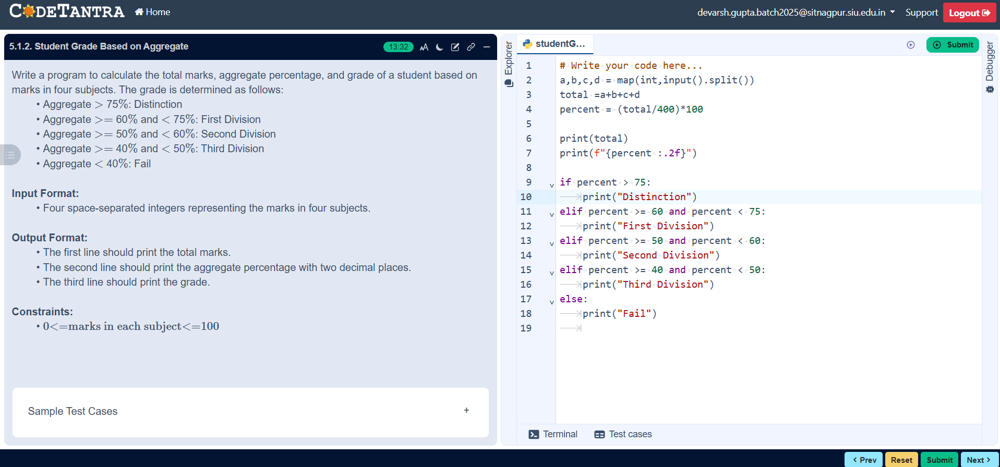 CODETANTRA Home
devarsh.gupta.batch2025@sitnagpur.siu.edu.in Support Logout
5.1.2. Student Grade Based on Aggregate
13:32 AA
Write a program to calculate the total marks, aggregate percentage, and grade of a student based on
marks in four subjects. The grade is determined as follows:
• Aggregate > 75%: Distinction
• Aggregate >= 60% and < 75%: First Division
• Aggregate >= 50% and < 60%: Second Division
• Aggregate >= 40% and < 50%: Third Division
• Aggregate < 40%: Fail
Input Format:
• Four space-separated integers representing the marks in four subjects.
Output Format:
• The first line should print the total marks.
• The second line should print the aggregate percentage with two decimal places.
• The third line should print the grade.
Constraints:
• 0<=marks in each subject<=100
Sample Test Cases +
Explorer
studentG...
Submit
Debugger
1 # Write your code here...
2 a,b,c,d = map(int,input().split())
3 total =a+b+c+d
4 percent = (total/400)*100
5
6 print(total)
7 print(f"{percent :.2f}")
8
9 if percent > 75:
10 print("Distinction")
11 elif percent >= 60 and percent < 75:
12 print("First Division")
13 elif percent >= 50 and percent < 60:
14 print("Second Division")
15 elif percent >= 40 and percent < 50:
16 print("Third Division")
17 else:
18 print("Fail")
19
Terminal Test cases
< Prev Reset Submit Next >